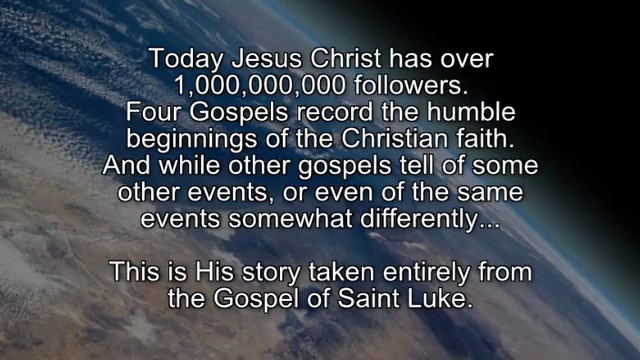 Today Jesus Christ has over
1,000,000,000 followers.
Four Gospels record the humble
beginnings of the Christian faith.
And while other gospels tell of some
other events, or even of the same
events somewhat differently...
This is His story taken entirely from
the Gospel of Saint Luke.